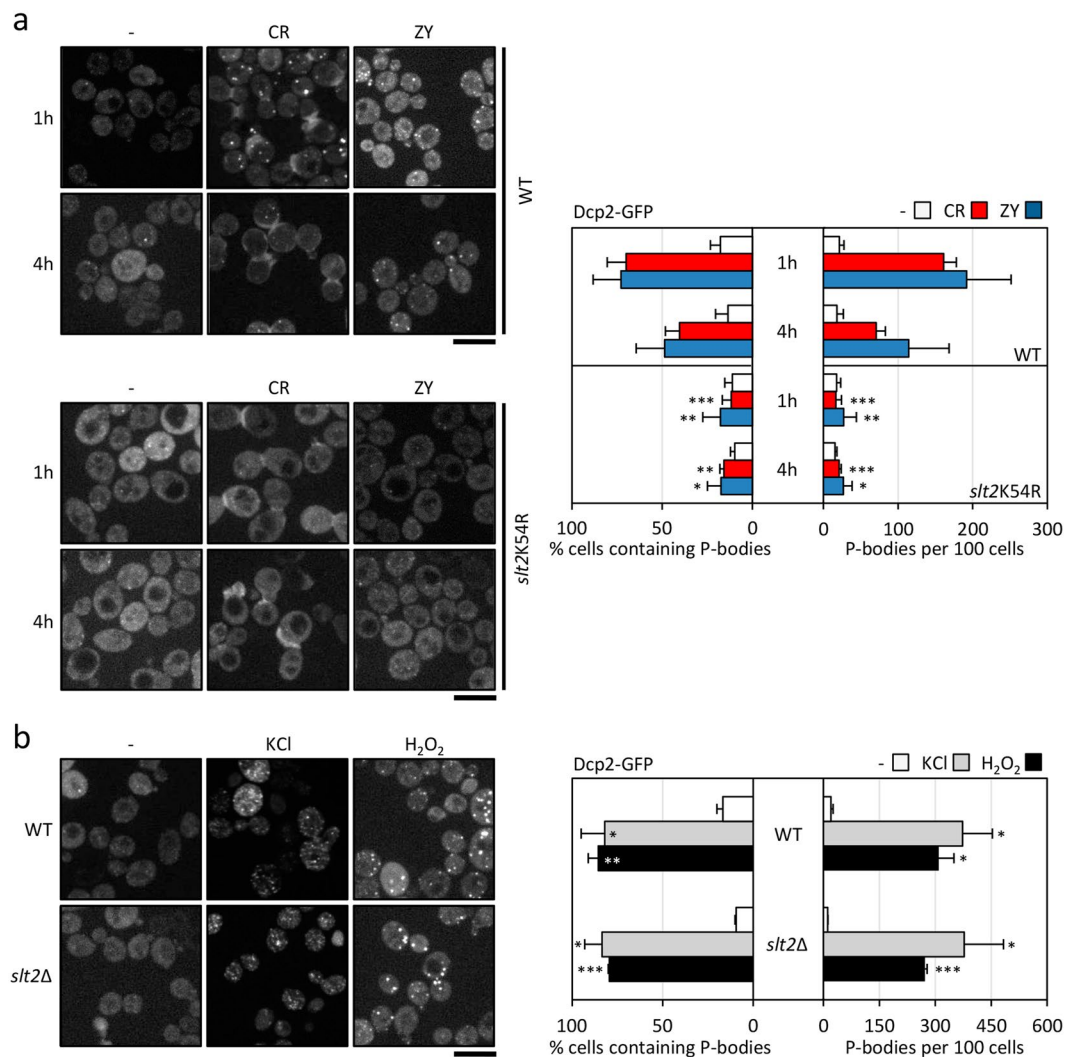 a
- CR ZY
1h
4h
WT
- CR ZY
1h
4h
slt2K54R
Dcp2-GFP - CR ZY
1h
4h
WT
*** 1h ***
** **
** 4h ***
* *
slt2K54R
100 50 0 0 100 200 300
% cells containing P-bodies P-bodies per 100 cells
b
- KCl H₂O₂
WT
slt2Δ
Dcp2-GFP - KCl H₂O₂
WT
* *
** *
slt2Δ
* *
*** ***
100 50 0 0 150 300 450 600
% cells containing P-bodies P-bodies per 100 cells